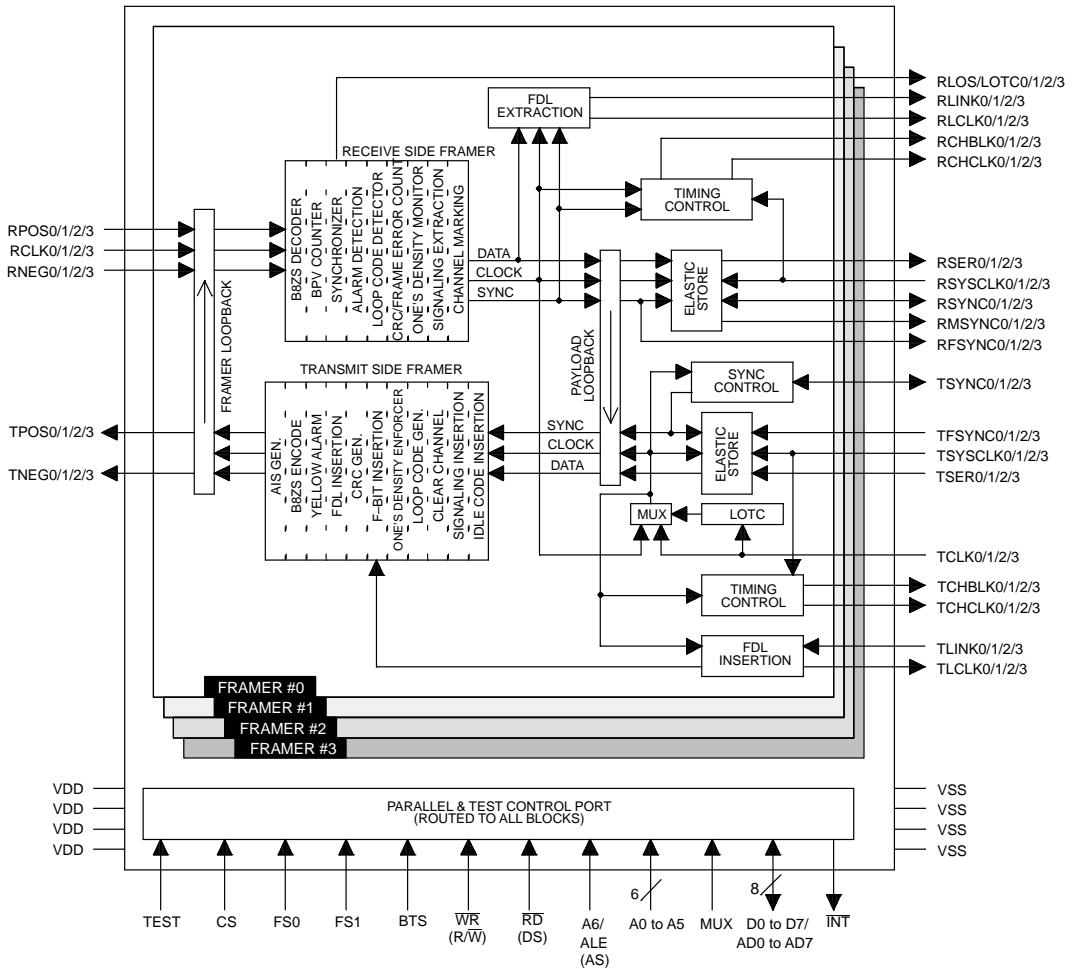 RLOS/LOTC0/1/2/3
FDL
EXTRACTION
RLINK0/1/2/3
RLCLK0/1/2/3
RCHBLK0/1/2/3
RCHCLK0/1/2/3
RECEIVE SIDE FRAMER
B8ZS DECODER
BPV COUNTER
SYNCHRONIZER
ALARM DETECTION
LOOP CODE DETECTOR
CRC/FRAME ERROR COUNT
ONE'S DENSITY MONITOR
SIGNALING EXTRACTION
CHANNEL MARKING
TIMING
CONTROL
RPOS0/1/2/3
RCLK0/1/2/3
RNEG0/1/2/3
FRAMER LOOPBACK
DATA
CLOCK
SYNC
PAYLOAD
LOOPBACK
ELASTIC
STORE
RSER0/1/2/3
RSYSCLK0/1/2/3
RSYNC0/1/2/3
RMSYNC0/1/2/3
RFSYNC0/1/2/3
TRANSMIT SIDE FRAMER
AIS GEN.
B8ZS ENCODE
YELLOW ALARM
FDL INSERTION
CRC GEN.
F–BIT INSERTION
ONE'S DENSITY ENFORCER
LOOP CODE GEN.
CLEAR CHANNEL
SIGNALING INSERTION
IDLE CODE INSERTION
SYNC
CONTROL
TSYNC0/1/2/3
TPOS0/1/2/3
TNEG0/1/2/3
SYNC
CLOCK
DATA
ELASTIC
STORE
TFSYNC0/1/2/3
TSYSCLK0/1/2/3
TSER0/1/2/3
MUX
LOTC
TCLK0/1/2/3
TIMING
CONTROL
TCHBLK0/1/2/3
TCHCLK0/1/2/3
FDL
INSERTION
TLINK0/1/2/3
TLCLK0/1/2/3
FRAMER #0
FRAMER #1
FRAMER #2
FRAMER #3
VDD
VDD
VDD
VDD
PARALLEL & TEST CONTROL PORT
(ROUTED TO ALL BLOCKS)
VSS
VSS
VSS
VSS
6
8
TEST
CS
FS0
FS1
BTS
WR
(R/W)
RD
(DS)
A6/
ALE
(AS)
A0 to A5
MUX
D0 to D7/
AD0 to AD7
INT